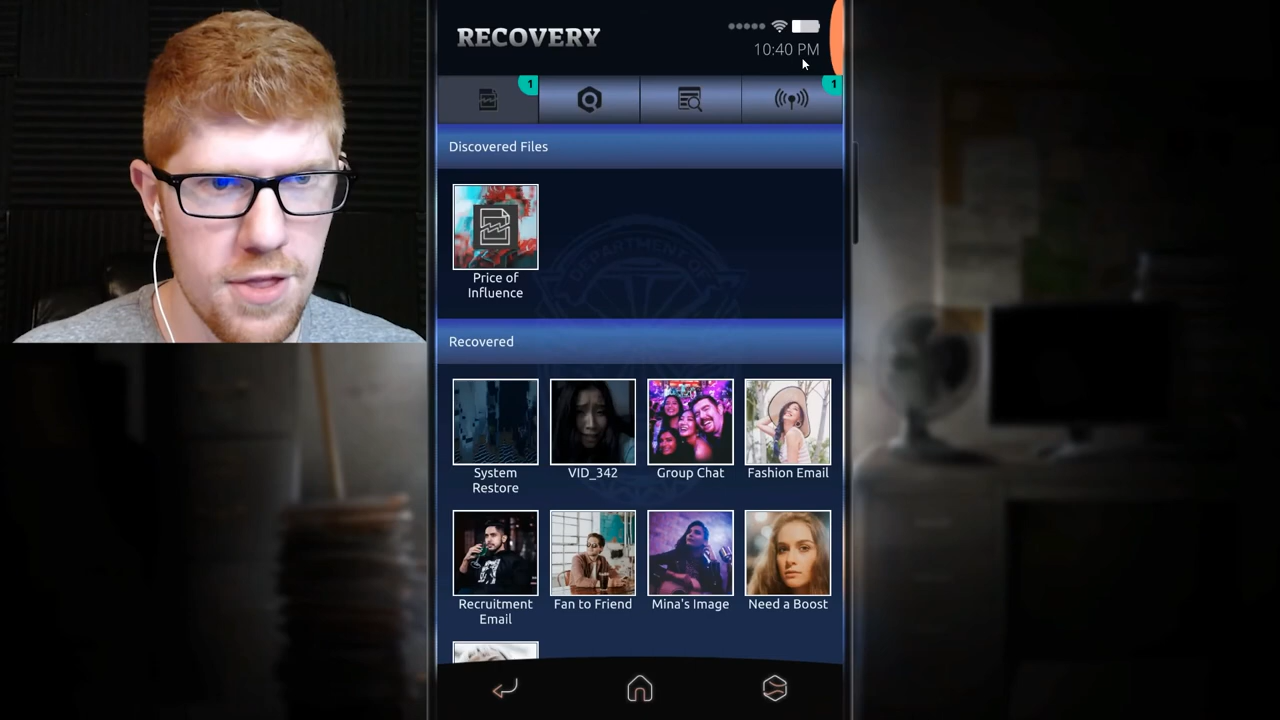 RECOVERY
10:40 PM
1
1
Discovered Files
Price of
Influence
DEPARTMENT O
Recovered
System
Restore
VID_342
Group Chat
Fashion Email
Recruitment
Email
Fan to Friend
Mina's Image
Need a Boost